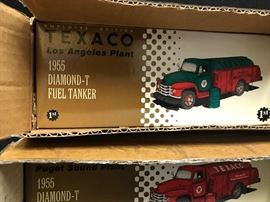 TEXACO
Los Angeles Plant
1955
DIAMOND-T
FUEL TANKER
1st
1st
Puget Sound Plant
TEXACO
1955
DIAMOND-T